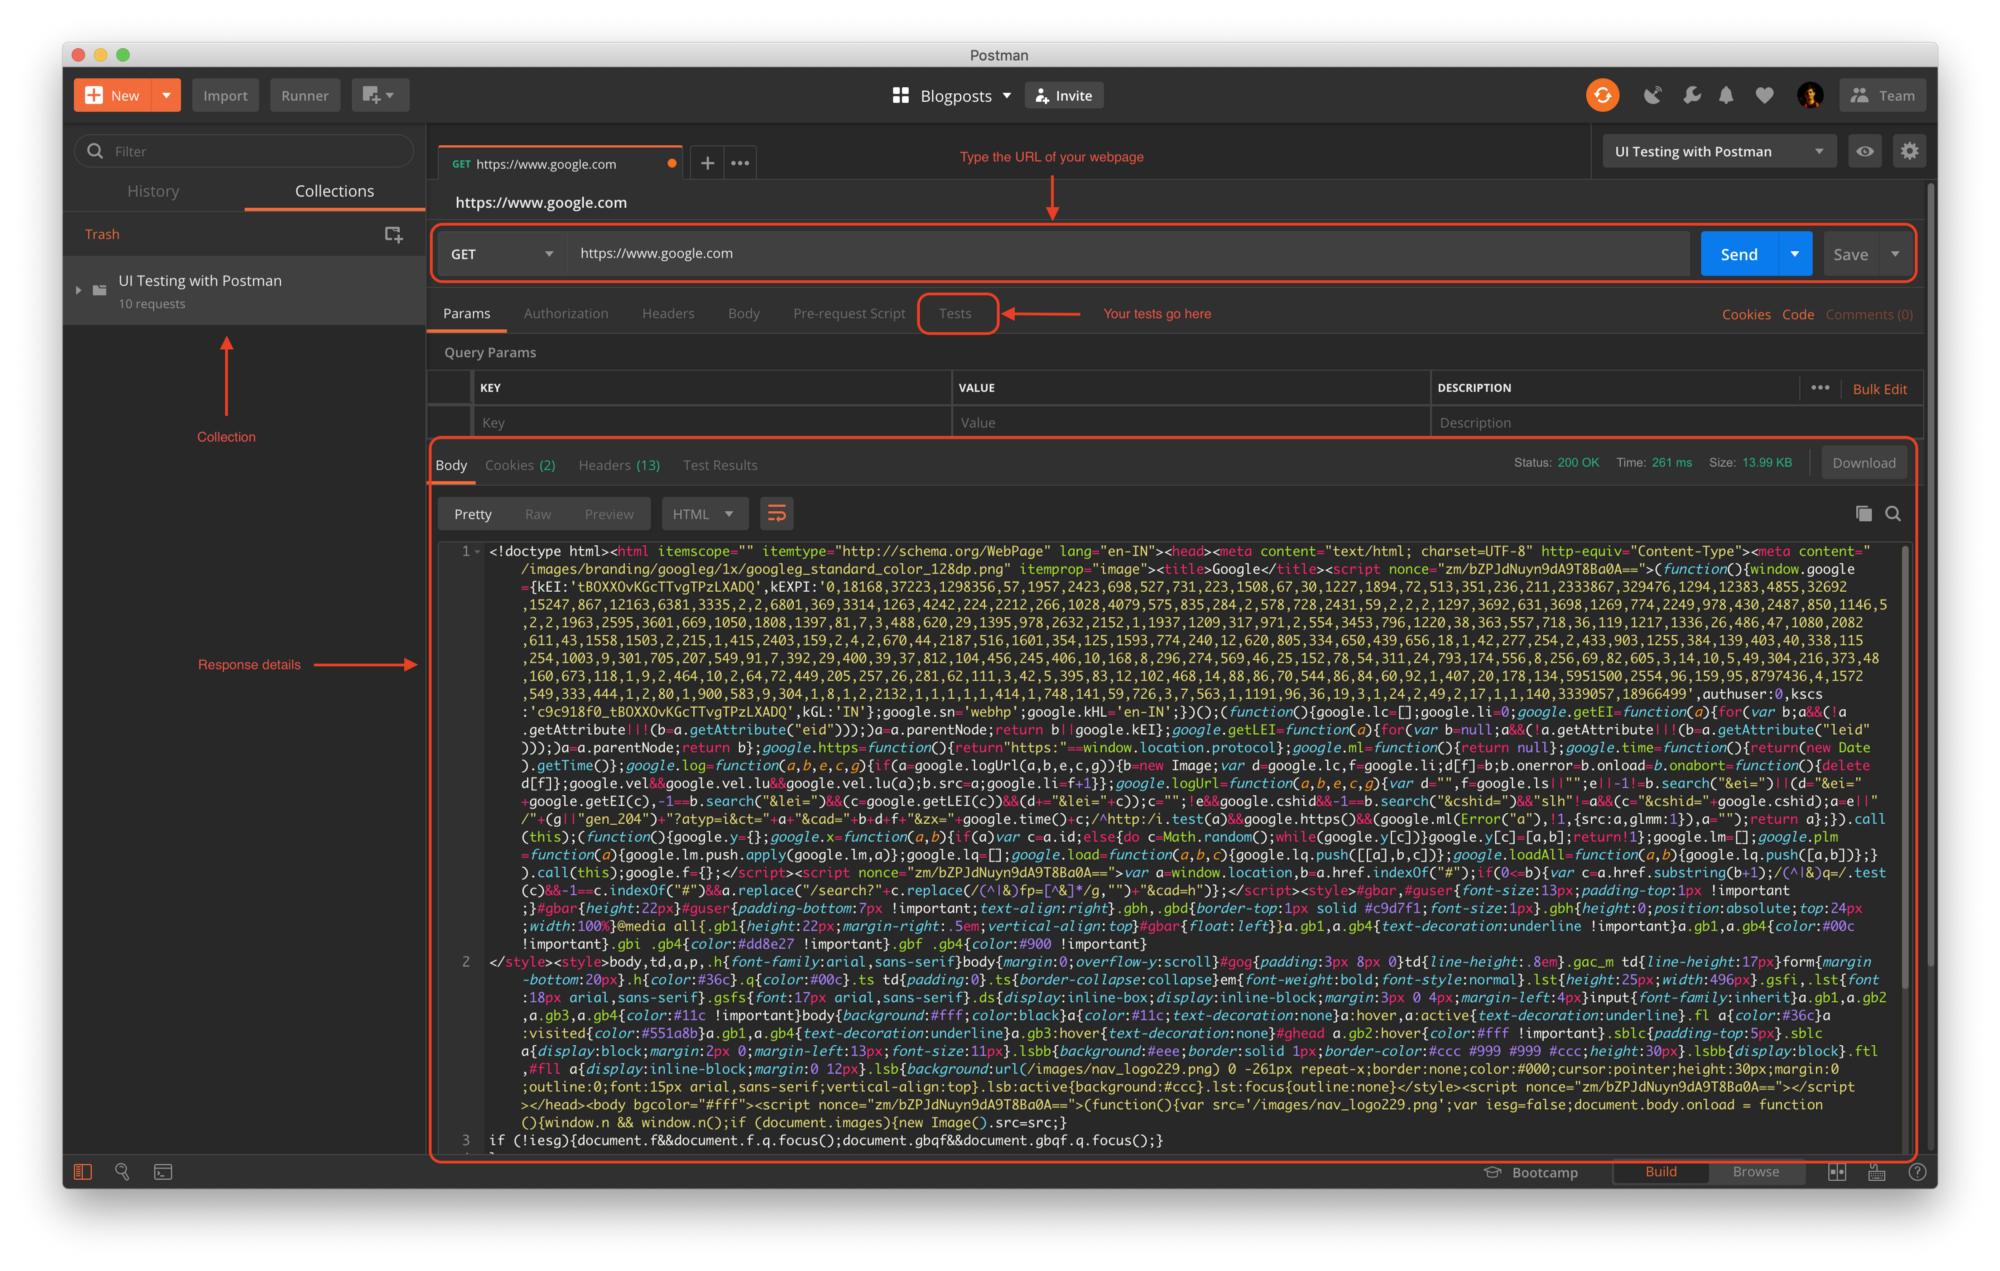 Postman
New
Import
Runner
Blogposts
Invite
Team
Filter
History
Collections
Trash
UI Testing with Postman
10 requests
Collection
Response details
GET https://www.google.com
Type the URL of your webpage
UI Testing with Postman
https://www.google.com
GET
https://www.google.com
Send
Save
Params
Authorization
Headers
Body
Pre-request Script
Tests
Your tests go here
Cookies
Code
Comments (0)
Query Params
KEY
VALUE
DESCRIPTION
Bulk Edit
Key
Value
Description
Body
Cookies (2)
Headers (13)
Test Results
Status: 200 OK
Time: 261 ms
Size: 13.99 KB
Download
Pretty
Raw
Preview
HTML
1
<!doctype html><html itemscope="" itemtype="http://schema.org/WebPage" lang="en-IN"><head><meta content="text/html; charset=UTF-8" http-equiv="Content-Type"><meta content="
/images/branding/googleg/1x/googleg_standard_color_128dp.png" itemprop="image"><title>Google</title><script nonce="zm/bZPJdNuyn9dA9T8Ba0A==">(function(){window.google
={kEI:'tBOXXOvKGcTTvgTPzLXADQ',kEXPI:'0,18168,37223,1298356,57,1957,2423,698,527,731,223,1508,67,30,1227,1894,72,513,351,236,211,2333867,329476,1294,12383,4855,32692
,15247,867,12163,6381,3335,2,2,6801,369,3314,1263,4242,224,2212,266,1028,4079,575,835,284,2,578,728,2431,59,2,2,2,1297,3692,631,3698,1269,774,2249,978,430,2487,850,1146,5
,2,2,1963,2595,3601,669,1050,1808,1397,81,7,3,488,620,29,1395,978,2632,2152,1,1937,1209,317,971,2,554,3453,796,1220,38,363,557,718,36,119,1217,1336,26,486,47,1080,2082
,611,43,1558,1503,2,215,1,415,2403,159,2,4,2,670,44,2187,516,1601,354,125,1593,774,240,12,620,805,334,650,439,656,18,1,42,277,254,2,433,903,1255,384,139,403,40,338,115
,254,1003,9,301,705,207,549,91,7,392,29,400,39,37,812,104,456,245,406,10,168,8,296,274,569,46,25,152,78,54,311,24,793,174,556,8,256,69,82,605,3,14,10,5,49,304,216,373,48
,160,673,118,1,9,2,464,10,2,64,72,449,205,257,26,281,62,111,3,42,5,395,83,12,102,468,14,88,86,70,544,86,84,60,92,1,407,20,178,134,5951500,2554,96,159,95,8797436,4,1572
,549,333,444,1,2,80,1,900,583,9,304,1,8,1,2,2132,1,1,1,1,1,414,1,748,141,59,726,3,7,563,1,1191,96,36,19,3,1,24,2,49,2,17,1,1,140,3339057,18966499',authuser:0,kscs
:'c9c918f0_tBOXXOvKGcTTvgTPzLXADQ',kGL:'IN'};google.sn='webhp';google.kHL='en-IN';})();(function(){google.lc=[];google.li=0;google.getEI=function(a){for(var b;a&&(!a
.getAttribute||!(b=a.getAttribute("eid")));)a=a.parentNode;return b||google.kEI};google.getLEI=function(a){for(var b=null;a&&(!a.getAttribute||!(b=a.getAttribute("leid"
)));)a=a.parentNode;return b};google.https=function(){return"https:"==window.location.protocol};google.ml=function(){return null};google.time=function(){return(new Date
).getTime()};google.log=function(a,b,e,c,g){if(a=google.logUrl(a,b,e,c,g)){b=new Image;var d=google.lc,f=google.li;d[f]=b;b.onerror=b.onload=b.onabort=function(){delete
d[f]};google.vel&&google.vel.lu&&google.vel.lu(a);b.src=a;google.li=f+1}};google.logUrl=function(a,b,e,c,g){var d="",f=google.ls||"";e||-1!=b.search("&ei=")||(d="&ei="
+google.getEI(c),-1==b.search("&lei=")&&(c=google.getLEI(c))&&(d+="&lei="+c));c="";!e&&google.cshid&&-1==b.search("&cshid=")&&"slh"!=a&&(c="&cshid="+google.cshid);a=e||"
/"+(g||"gen_204")+"?atyp=i&ct="+a+"&cad="+b+d+f+"&zx="+google.time()+c;/^http:/i.test(a)&&google.https()&&(google.ml(Error("a"),!1,{src:a,glmm:1}),a="");return a};}).call
(this);(function(){google.y={};google.x=function(a,b){if(a)var c=a.id;else{do c=Math.random();while(google.y[c])}google.y[c]=[a,b];return!1};google.lm=[];google.plm
=function(a){google.lm.push.apply(google.lm,a)};google.lq=[];google.load=function(a,b,c){google.lq.push([[a],b,c])};google.loadAll=function(a,b){google.lq.push([a,b])};}
).call(this);google.f={};</script><script nonce="zm/bZPJdNuyn9dA9T8Ba0A==">var a=window.location,b=a.href.indexOf("#");if(0<=b){var c=a.href.substring(b+1);/(^|&)q=/.test
(c)&&-1==c.indexOf("#")&&a.replace("/search?"+c.replace(/(^|&)fp=[^&]*/g,"")+"&cad=h")};</script><style>#gbar,#guser{font-size:13px;padding-top:1px !important
;}#gbar{height:22px}#guser{padding-bottom:7px !important;text-align:right}.gbh,.gbd{border-top:1px solid #c9d7f1;font-size:1px}.gbh{height:0;position:absolute;top:24px
;width:100%}@media all{.gb1{height:22px;margin-right:.5em;vertical-align:top}#gbar{float:left}}a.gb1,a.gb4{text-decoration:underline !important}a.gb1,a.gb4{color:#00c
!important}.gbi .gb4{color:#dd8e27 !important}.gbf .gb4{color:#900 !important}
2
</style><style>body,td,a,p,.h{font-family:arial,sans-serif}body{margin:0;overflow-y:scroll}#gog{padding:3px 8px 0}td{line-height:.8em}.gac_m td{line-height:17px}form{margin
-bottom:20px}.h{color:#36c}.q{color:#00c}.ts td{padding:0}.ts{border-collapse:collapse}em{font-weight:bold;font-style:normal}.lst{height:25px;width:496px}.gsfi,.lst{font
:18px arial,sans-serif}.gsfs{font:17px arial,sans-serif}.ds{display:inline-box;display:inline-block;margin:3px 0 4px;margin-left:4px}input{font-family:inherit}a.gb1,a.gb2
,a.gb3,a.gb4{color:#11c !important}body{background:#fff;color:black}a{color:#11c;text-decoration:none}a:hover,a:active{text-decoration:underline}.fl a{color:#36c}a
:visited{color:#551a8b}a.gb1,a.gb4{text-decoration:underline}a.gb3:hover{text-decoration:none}#ghead a.gb2:hover{color:#fff !important}.sblc{padding-top:5px}.sblc
a{display:block;margin:2px 0;margin-left:13px;font-size:11px}.lsbb{background:#eee;border:solid 1px;border-color:#ccc #999 #999 #ccc;height:30px}.lsbb{display:block}.ftl
,#fll a{display:inline-block;margin:0 12px}.lsb{background:url(/images/nav_logo229.png) 0 -261px repeat-x;border:none;color:#000;cursor:pointer;height:30px;margin:0
;outline:0;font:15px arial,sans-serif;vertical-align:top}.lsb:active{background:#ccc}.lst:focus{outline:none}</style><script nonce="zm/bZPJdNuyn9dA9T8Ba0A=="></script
></head><body bgcolor="#fff"><script nonce="zm/bZPJdNuyn9dA9T8Ba0A==">(function(){var src='/images/nav_logo229.png';var iesg=false;document.body.onload = function
(){window.n && window.n();if (document.images){new Image().src=src;}
3
if (!iesg){document.f&&document.f.q.focus();document.gbqf&&document.gbqf.q.focus();}
Bootcamp
Build
Browse